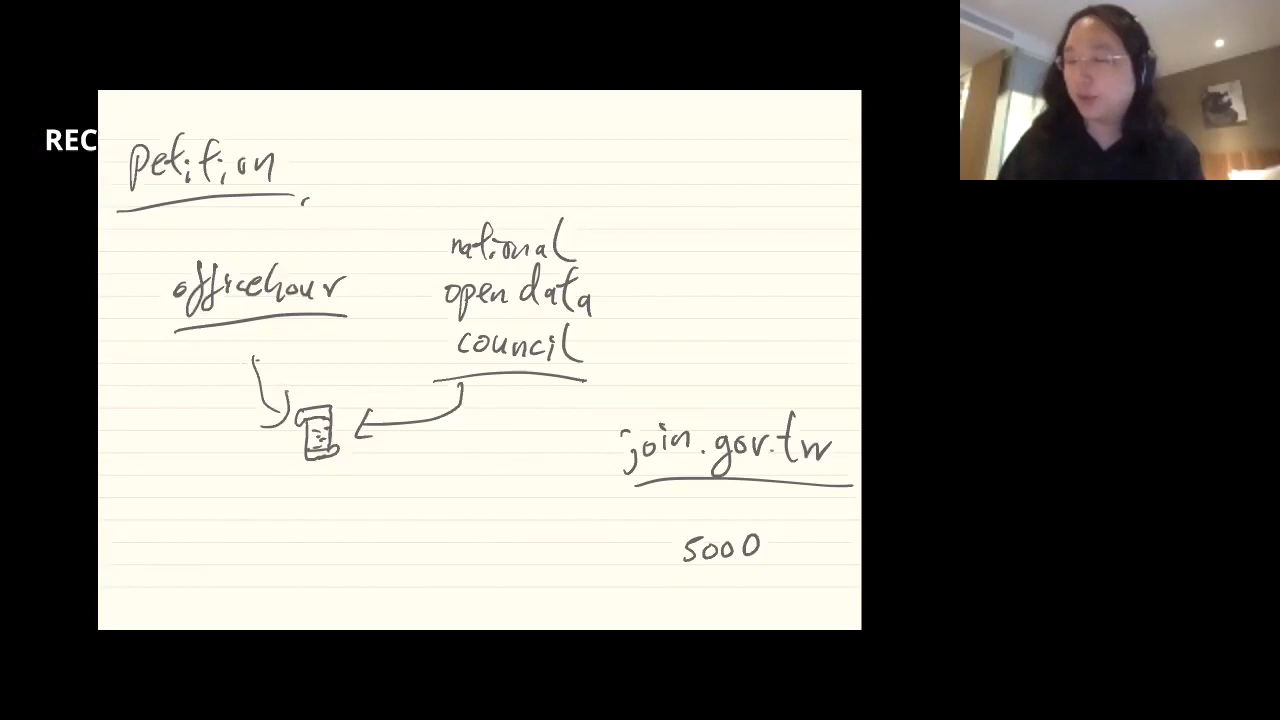 REC
petition
officehour
national
open data
council
join.gov.tw
5000